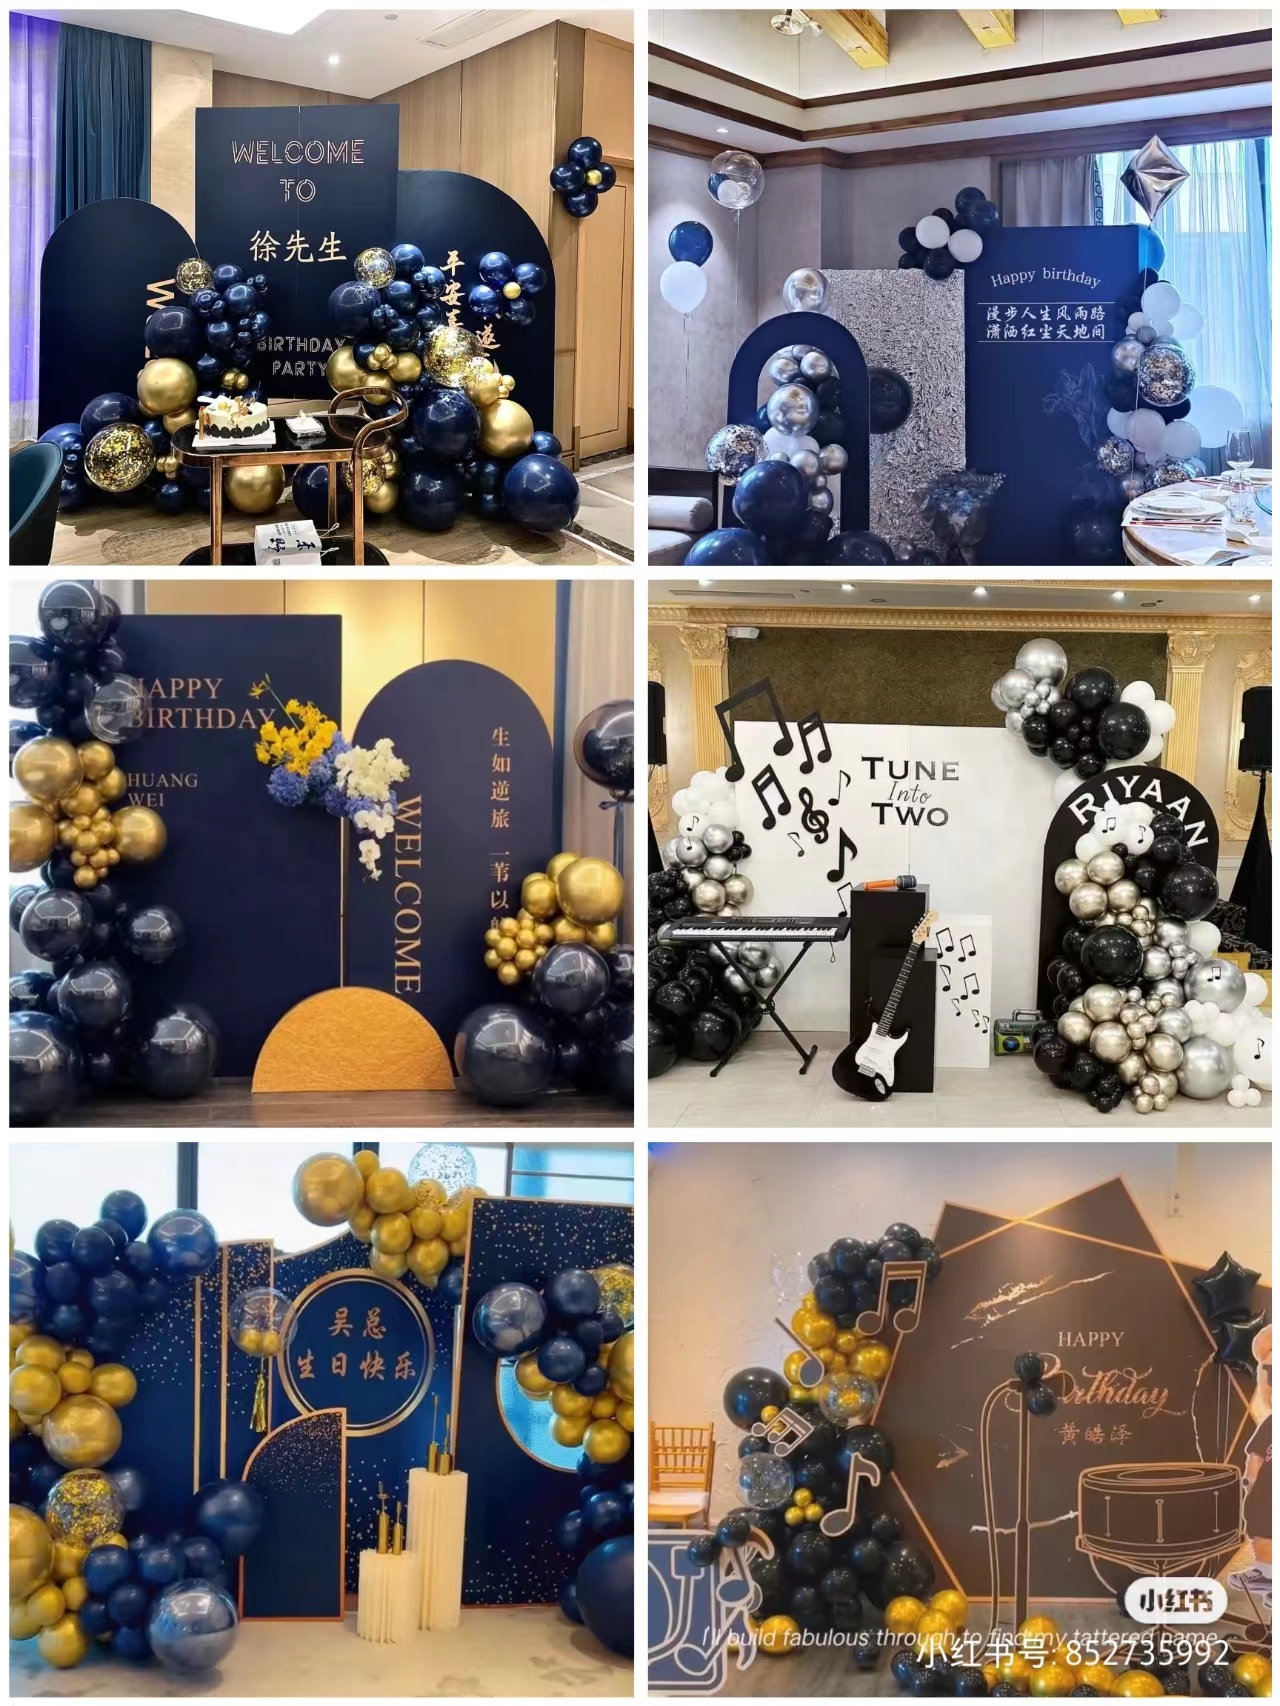 WELCOME
TO
徐先生
BIRTHDAY
PARTY
W
平安喜
遂
Happy birthday
漫步人生风雨路
潇洒红尘天地间
HAPPY
BIRTHDAY
HUANG
WEI
WELCOME
生如逆旅 一苇以
TUNE
Into
TWO
RIYAAN
吴总
生日快乐
HAPPY
Birthday
黄皓泽
小红书
I'll build fabulous through to find my tattered name
小红书号: 852735992